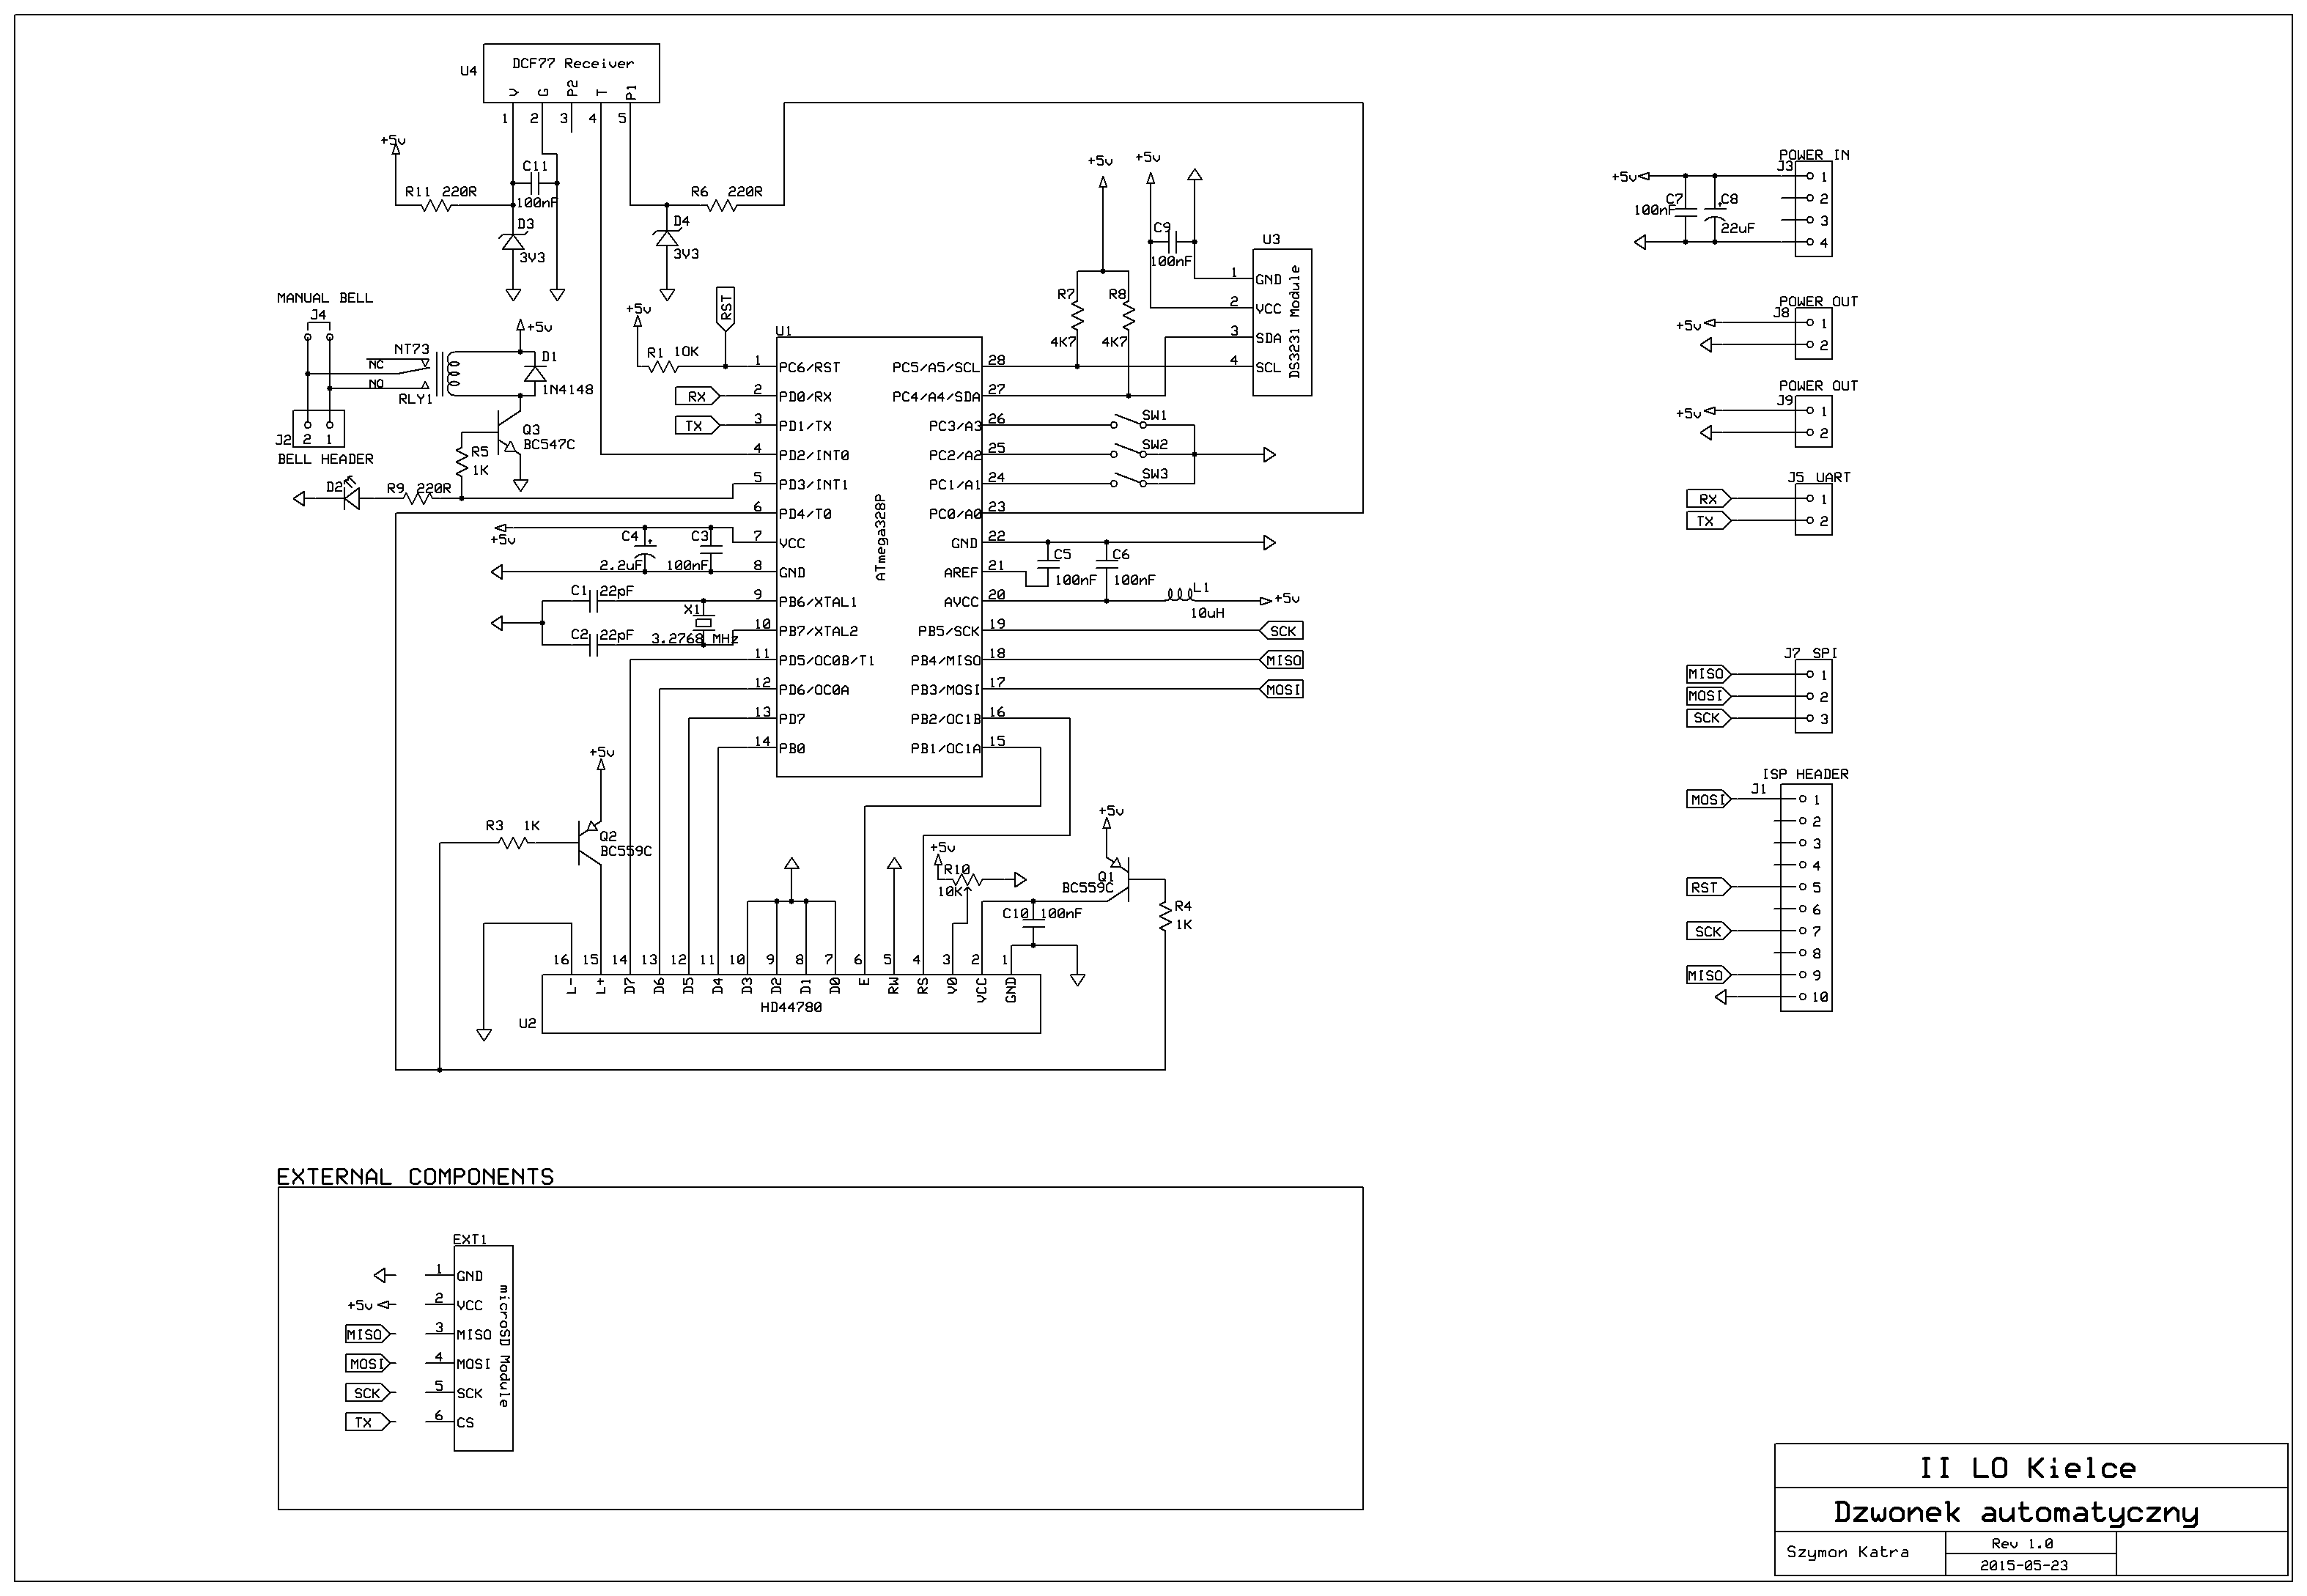 U4
DCF77 Receiver
V G P2 T P1
1 2 3 4 5
+5v
R11 220R
C11
100nF
D3
3V3
R6 220R
D4
3V3
MANUAL BELL
J4
NT73
NC
NO
RLY1
+5v
D1
1N4148
J2 2 1
BELL HEADER
Q3
BC547C
R5
1K
D2
R9 220R
+5v
R1 10K
RST
RX
TX
U1
ATmega328P
1 PC6/RST
2 PD0/RX
3 PD1/TX
4 PD2/INT0
5 PD3/INT1
6 PD4/T0
7 VCC
8 GND
9 PB6/XTAL1
10 PB7/XTAL2
11 PD5/OC0B/T1
12 PD6/OC0A
13 PD7
14 PB0
PC5/A5/SCL 28
PC4/A4/SDA 27
PC3/A3 26
PC2/A2 25
PC1/A1 24
PC0/A0 23
GND 22
AREF 21
AVCC 20
PB5/SCK 19
PB4/MISO 18
PB3/MOSI 17
PB2/OC1B 16
PB1/OC1A 15
+5v
C4
2.2uF
C3
100nF
C1 22pF
C2 22pF
X1
3.2768 MHz
+5v
+5v
R7
4K7
R8
4K7
C9
100nF
U3
DS3231 Module
1 GND
2 VCC
3 SDA
4 SCL
SW1
SW2
SW3
C5
100nF
C6
100nF
L1
10uH
+5v
SCK
MISO
MOSI
+5v
R3 1K
Q2
BC559C
+5v
R10
10K
+5v
Q1
BC559C
C10 100nF
R4
1K
16 15 14 13 12 11 10 9 8 7 6 5 4 3 2 1
L- L+ D7 D6 D5 D4 D3 D2 D1 D0 E RW RS V0 VCC GND
HD44780
U2
POWER IN
J3
+5v
C7
100nF
C8
22uF
1
2
3
4
POWER OUT
J8
+5v
1
2
POWER OUT
J9
+5v
1
2
J5 UART
RX 1
TX 2
J7 SPI
MISO 1
MOSI 2
SCK 3
ISP HEADER
J1
MOSI 1
2
3
4
RST 5
6
SCK 7
8
MISO 9
10
EXTERNAL COMPONENTS
EXT1
microSD Module
1 GND
+5v 2 VCC
MISO 3 MISO
MOSI 4 MOSI
SCK 5 SCK
TX 6 CS
II LO Kielce
Dzwonek automatyczny
Szymon Katra
Rev 1.0
2015-05-23